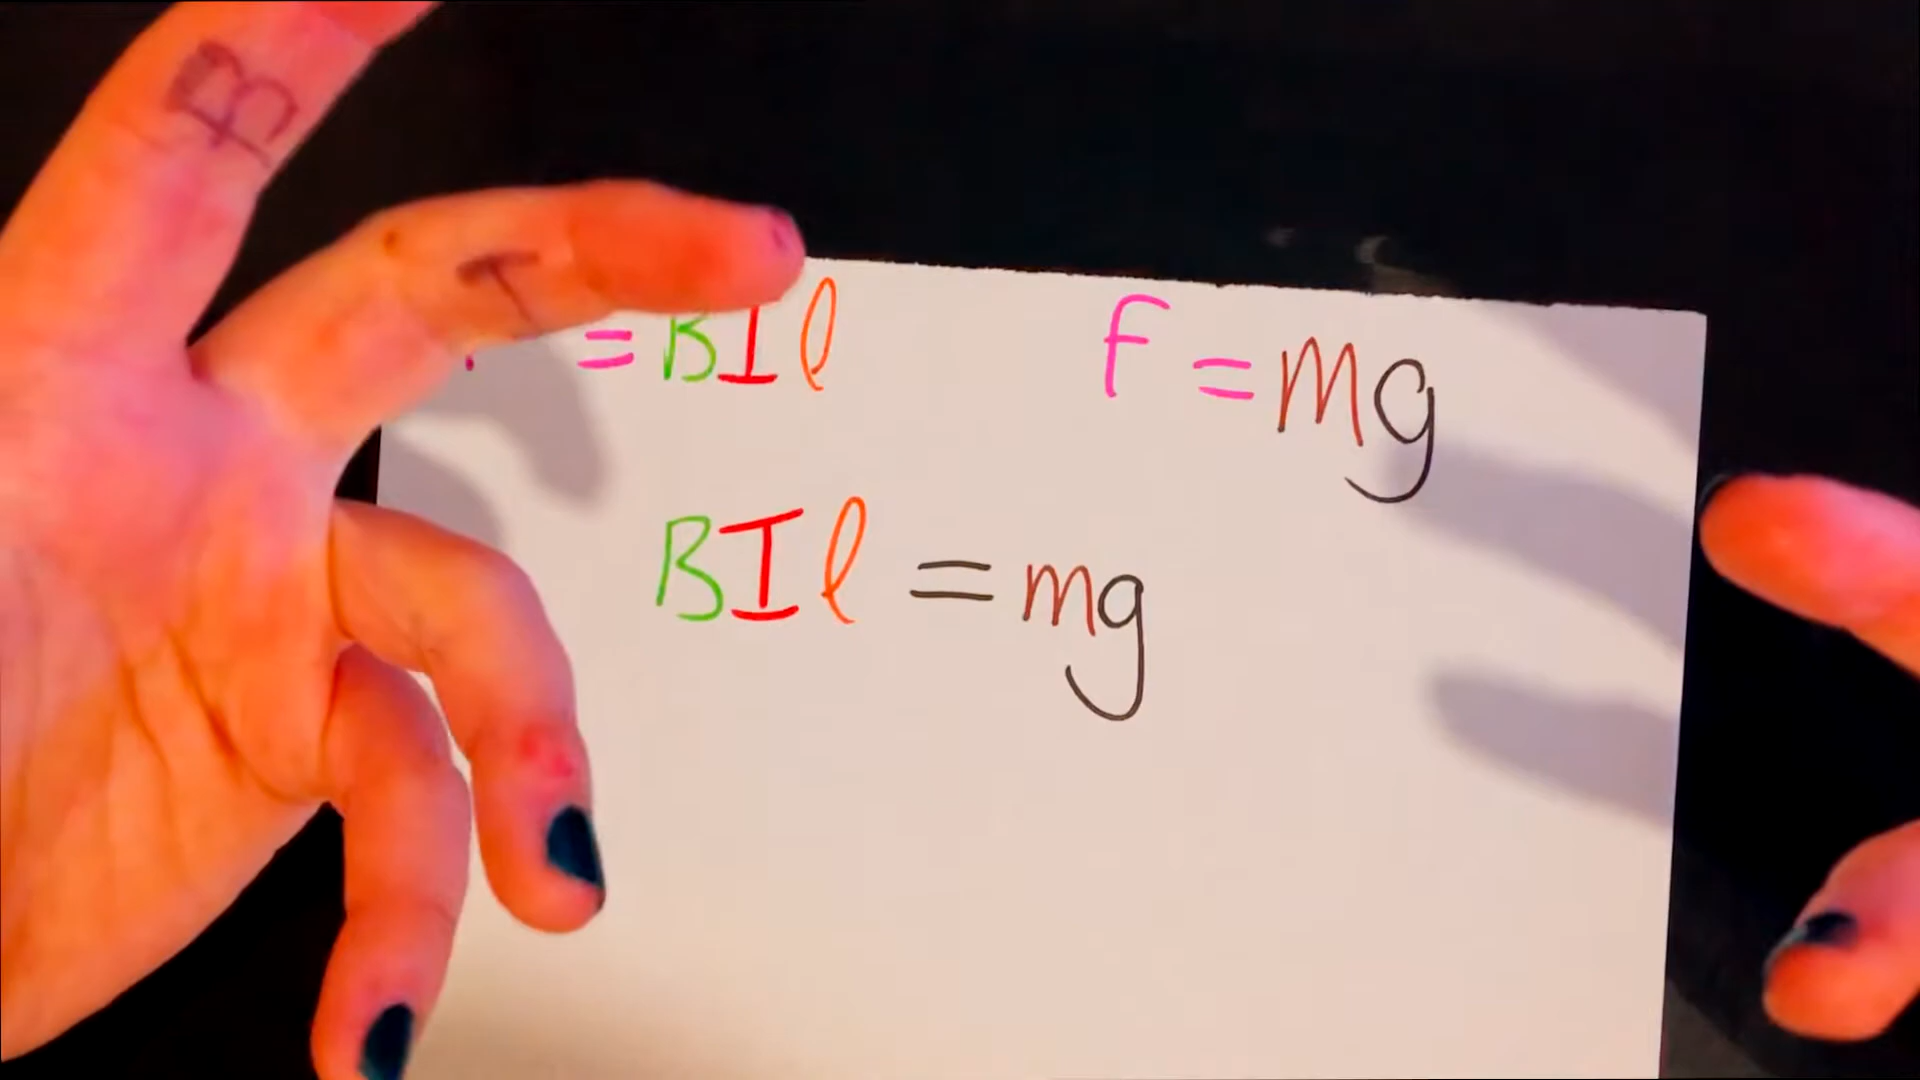 B
I
= BIl
F = mg
BIl = mg